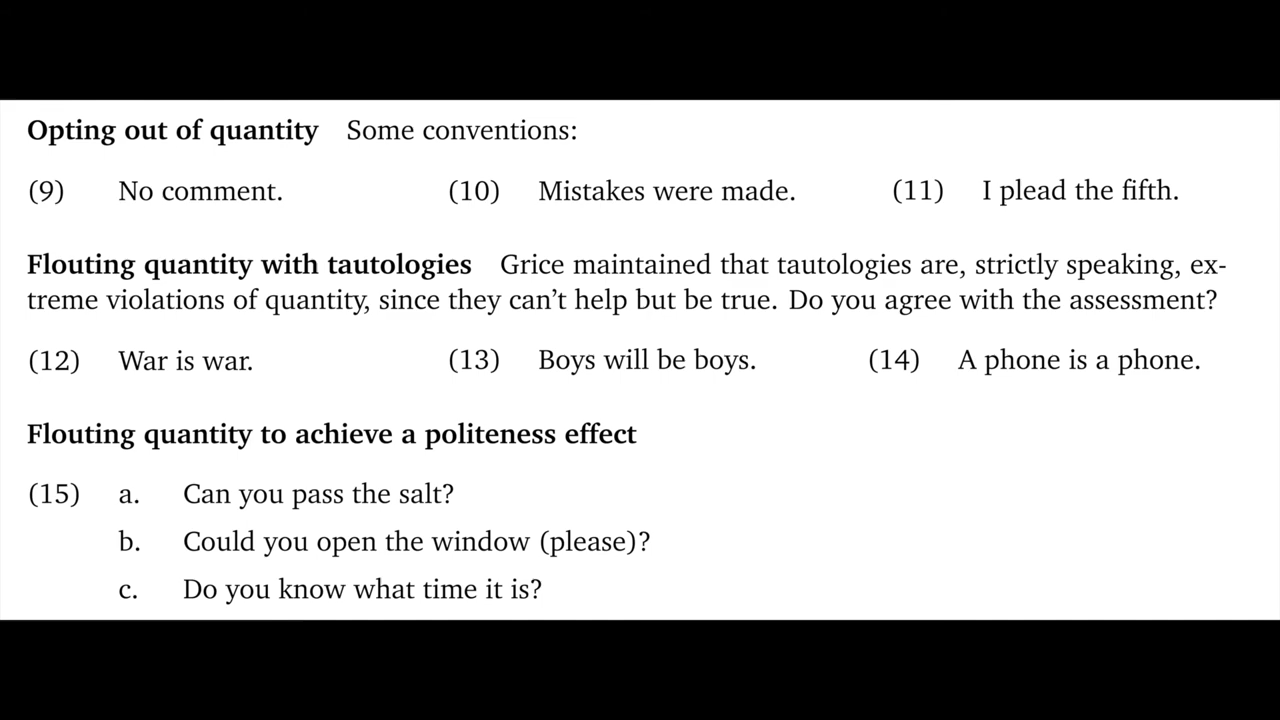 Opting out of quantity Some conventions:
(9) No comment. (10) Mistakes were made. (11) I plead the fifth.
Flouting quantity with tautologies Grice maintained that tautologies are, strictly speaking, ex-
treme violations of quantity, since they can’t help but be true. Do you agree with the assessment?
(12) War is war. (13) Boys will be boys. (14) A phone is a phone.
Flouting quantity to achieve a politeness effect
(15) a. Can you pass the salt?
b. Could you open the window (please)?
c. Do you know what time it is?